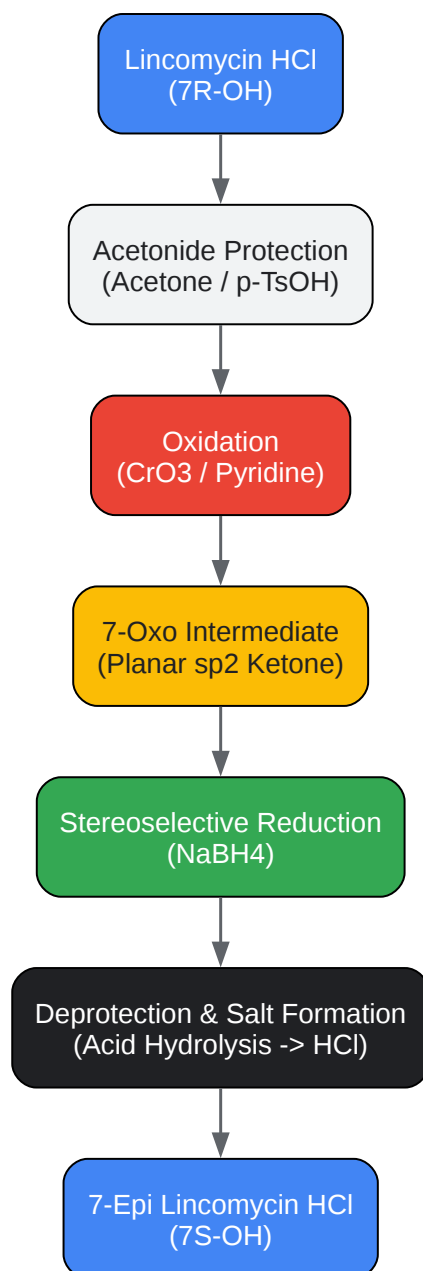 Lincomycin HCl
(7R-OH)
Acetonide Protection
(Acetone / p-TsOH)
Oxidation
(CrO3 / Pyridine)
7-Oxo Intermediate
(Planar sp2 Ketone)
Stereoselective Reduction
(NaBH4)
Deprotection & Salt Formation
(Acid Hydrolysis -> HCl)
7-Epi Lincomycin HCl
(7S-OH)